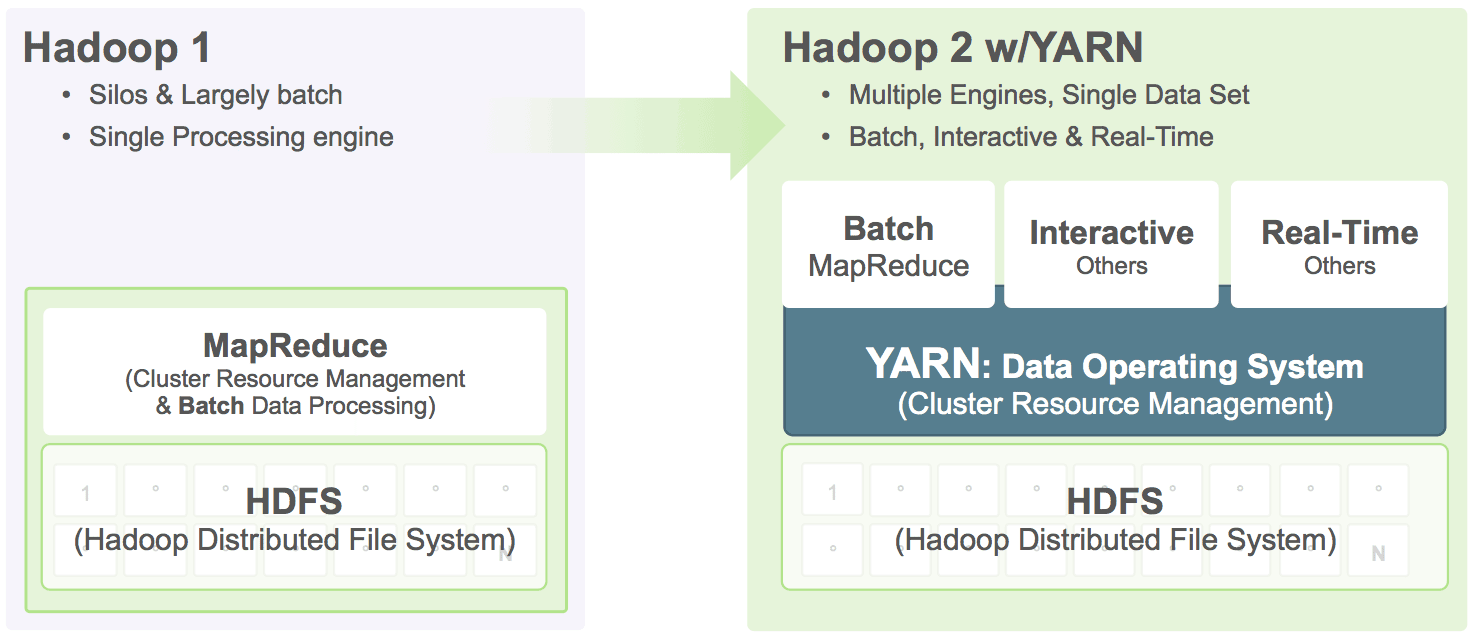 Hadoop 1
• Silos & Largely batch
• Single Processing engine
MapReduce
(Cluster Resource Management
& Batch Data Processing)
1
HDFS
(Hadoop Distributed File System)
N
Hadoop 2 w/YARN
• Multiple Engines, Single Data Set
• Batch, Interactive & Real-Time
Batch
MapReduce
Interactive
Others
Real-Time
Others
YARN: Data Operating System
(Cluster Resource Management)
1
HDFS
(Hadoop Distributed File System)
N